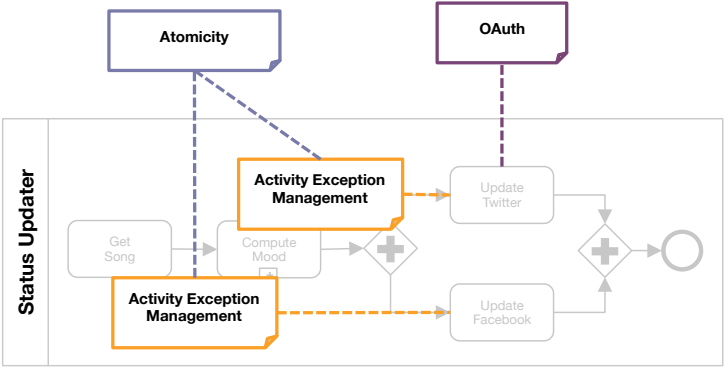 Atomicity
OAuth
Status Updater
Activity Exception
Management
Update
Twitter
Get
Song
Compute
Mood
Activity Exception
Management
Update
Facebook